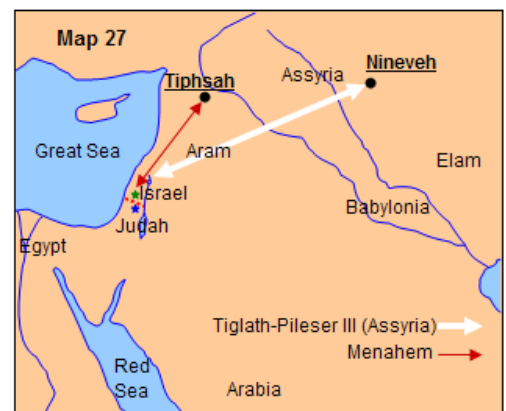 Map 27
Nineveh
Tiphsah
Assyria
Great Sea
Aram
Elam
Israel
Babylonia
Judah
Egypt
Tiglath-Pileser III (Assyria)
Menahem
Red
Sea
Arabia